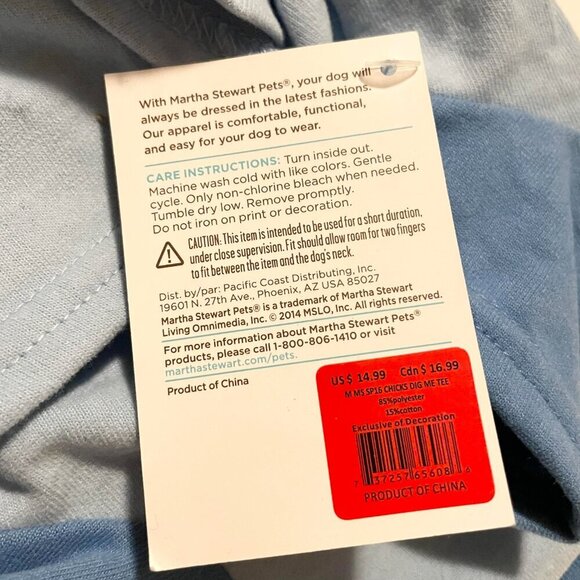 With Martha Stewart Pets®, your dog will
always be dressed in the latest fashions.
Our apparel is comfortable, functional,
and easy for your dog to wear.
CARE INSTRUCTIONS: Turn inside out.
Machine wash cold with like colors. Gentle
cycle. Only non-chlorine bleach when needed.
Tumble dry low. Remove promptly.
Do not iron on print or decoration.
CAUTION: This item is intended to be used for a short duration,
under close supervision. Fit should allow room for two fingers
to fit between the item and the dog's neck.
Dist. by/par: Pacific Coast Distributing, Inc.
19601 N. 27th Ave., Phoenix, AZ USA 85027
Martha Stewart Pets® is a trademark of Martha Stewart
Living Omnimedia, Inc. © 2014 MSLO, Inc. All rights reserved.
For more information about Martha Stewart Pets®
products, please call 1-800-806-1410 or visit
marthastewart.com/pets.
Product of China
US $ 14.99 Cdn $ 16.99
M MS SP16 CHICKS DIG ME TEE
85%polyester
15%cotton
Exclusive of Decoration
7 37257 65608 4
PRODUCT OF CHINA